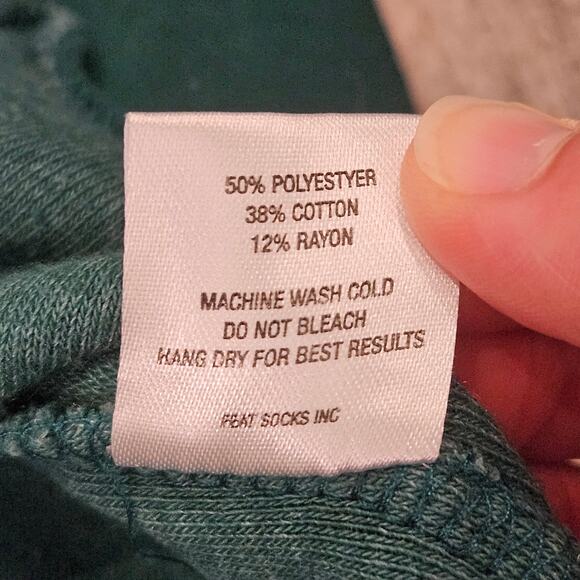 50% POLYESTYER
38% COTTON
12% RAYON
MACHINE WASH COLD
DO NOT BLEACH
HANG DRY FOR BEST RESULTS
FEAT SOCKS INC